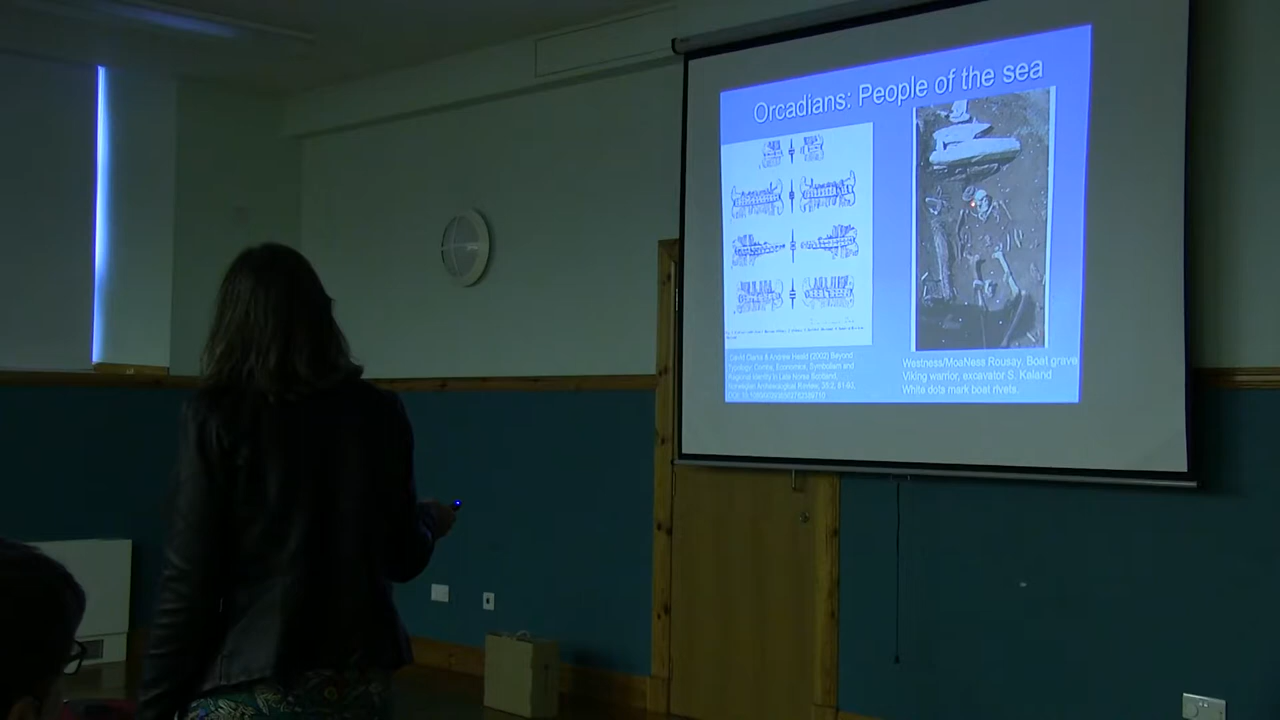 Orcadians: People of the sea
David Clarke & Andrew Heald (2002) Beyond
Typology: Combs, Economics, Symbolism and
Regional Identity in Late Norse Scotland,
Norwegian Archaeological Review, 35:2, 81-93,
Westness/MoaNess Rousay. Boat grave
Viking warrior, excavator S. Kaland
White dots mark boat rivets.